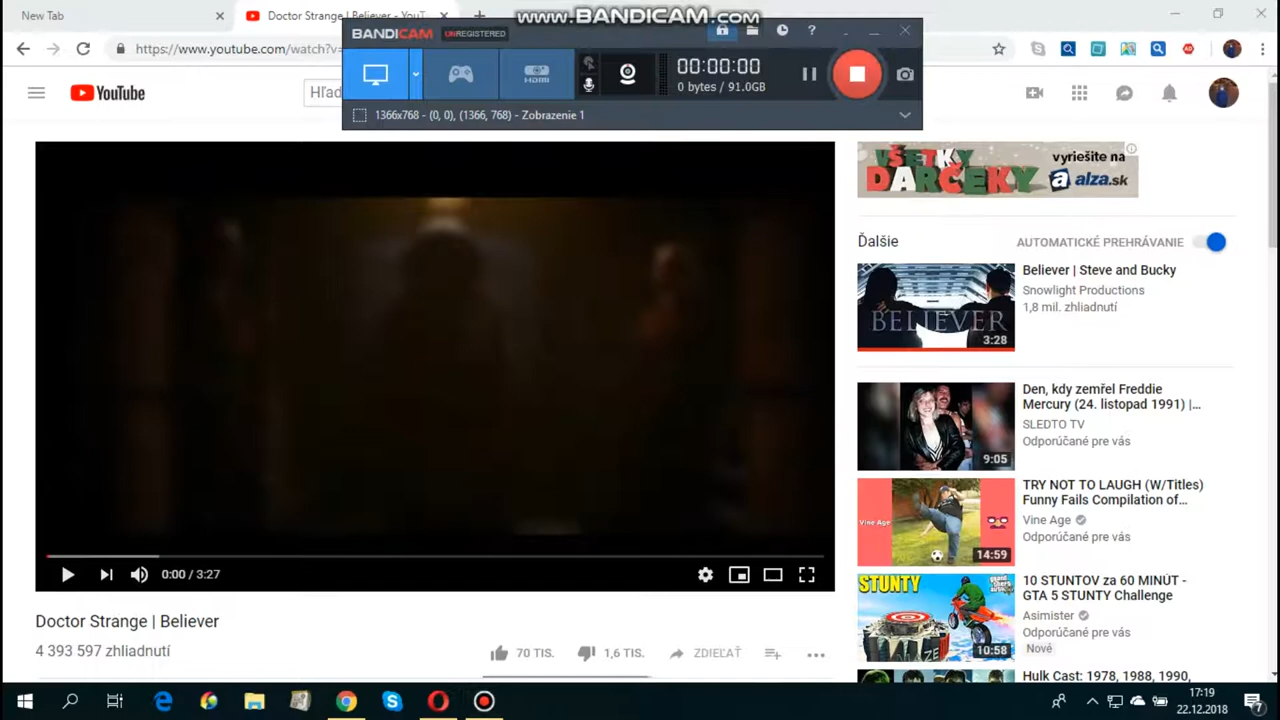 New Tab
Doctor Strange | Believer - YouT
www.BANDICAM.com
BANDICAM UNREGISTERED
https://www.youtube.com/watch?v=
HDMI
00:00:00
0 bytes / 91.0GB
1366x768 - (0, 0), (1366, 768) - Zobrazenie 1
YouTube
Hľad
VŠETKY DARČEKY
vyriešite na
alza.sk
Ďalšie
AUTOMATICKÉ PREHRÁVANIE
BELIEVER
3:28
Believer | Steve and Bucky
Snowlight Productions
1,8 mil. zhliadnutí
9:05
Den, kdy zemřel Freddie
Mercury (24. listopad 1991) |...
SLEDTO TV
Odporúčané pre vás
Vine Age
14:59
TRY NOT TO LAUGH (W/Titles)
Funny Fails Compilation of...
Vine Age
Odporúčané pre vás
STUNTY
10:58
10 STUNTOV za 60 MINÚT -
GTA 5 STUNTY Challenge
Asimister
Odporúčané pre vás
Nové
Hulk Cast: 1978, 1988, 1990,
0:00 / 3:27
Doctor Strange | Believer
4 393 597 zhliadnutí
70 TIS.
1,6 TIS.
ZDIEĽAŤ
17:19
22.12.2018
7